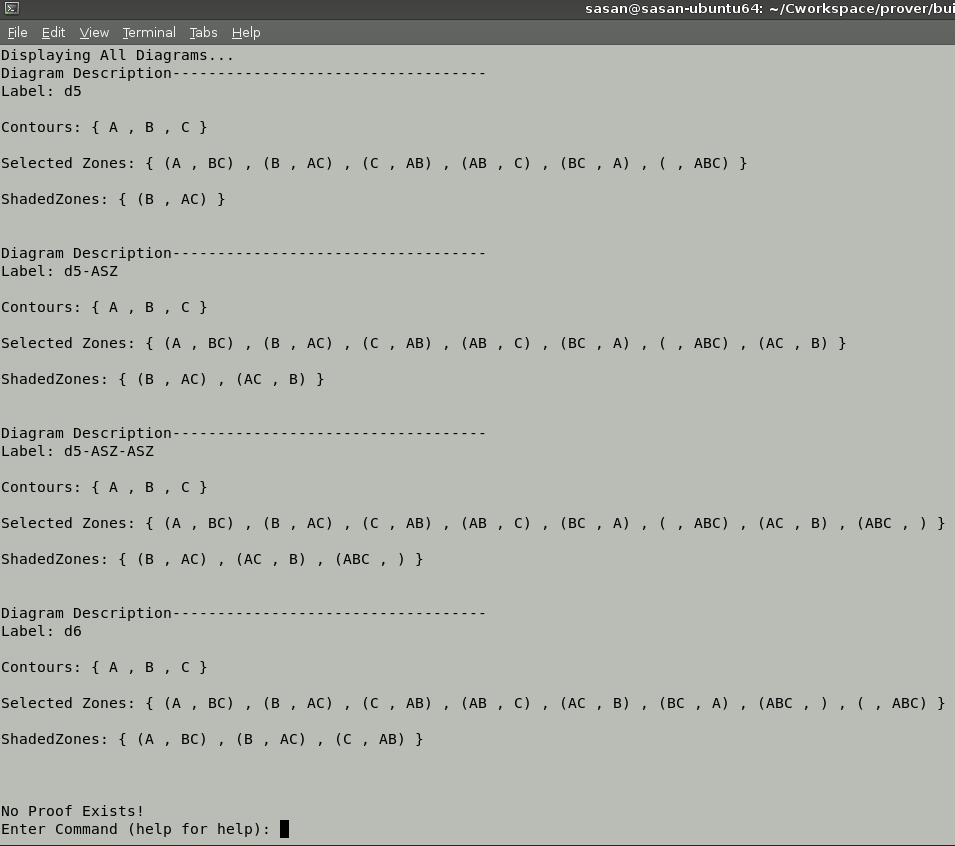 sasan@sasan-ubuntu64: ~/Cworkspace/prover/bui
File Edit View Terminal Tabs Help
Displaying All Diagrams...
Diagram Description-----------------------------------
Label: d5
Contours: { A , B , C }
Selected Zones: { (A , BC) , (B , AC) , (C , AB) , (AB , C) , (BC , A) , ( , ABC) }
ShadedZones: { (B , AC) }
Diagram Description-----------------------------------
Label: d5-ASZ
Contours: { A , B , C }
Selected Zones: { (A , BC) , (B , AC) , (C , AB) , (AB , C) , (BC , A) , ( , ABC) , (AC , B) }
ShadedZones: { (B , AC) , (AC , B) }
Diagram Description-----------------------------------
Label: d5-ASZ-ASZ
Contours: { A , B , C }
Selected Zones: { (A , BC) , (B , AC) , (C , AB) , (AB , C) , (BC , A) , ( , ABC) , (AC , B) , (ABC , ) }
ShadedZones: { (B , AC) , (AC , B) , (ABC , ) }
Diagram Description-----------------------------------
Label: d6
Contours: { A , B , C }
Selected Zones: { (A , BC) , (B , AC) , (C , AB) , (AB , C) , (AC , B) , (BC , A) , (ABC , ) , ( , ABC) }
ShadedZones: { (A , BC) , (B , AC) , (C , AB) }
No Proof Exists!
Enter Command (help for help):